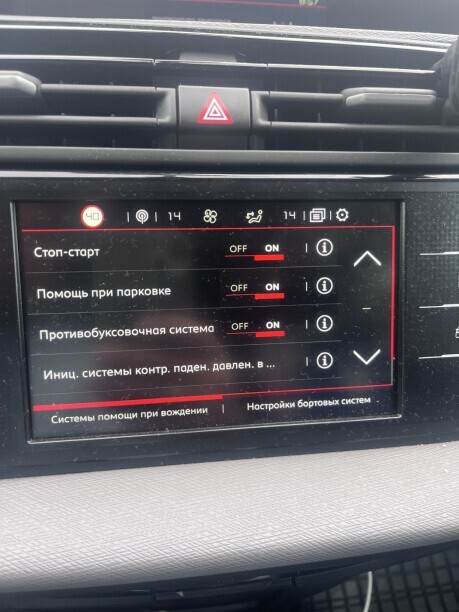 40 14 14
Стоп-старт OFF ON
Помощь при парковке OFF ON
Противобуксовочная система OFF ON
Иниц. системы контр. паден. давлен. в ...
Системы помощи при вождении Настройки бортовых систем